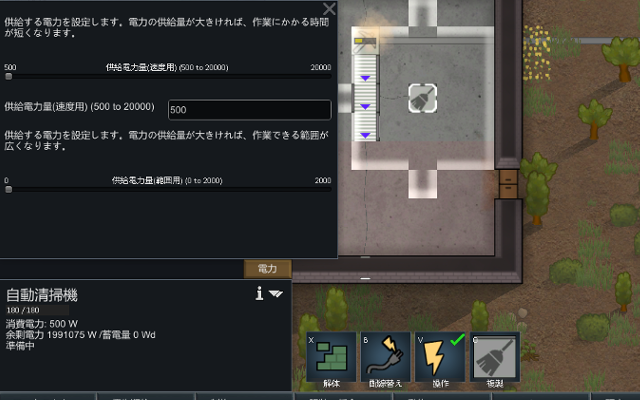 供給する電力を設定します。電力の供給量が大きければ、作業にかかる時間
が短くなります。
500 供給電力量(速度用) (500 to 20000) 20000
供給電力量(速度用) (500 to 20000) 500
供給する電力を設定します。電力の供給量が大きければ、作業できる範囲が
広くなります。
0 供給電力量(範囲用) (0 to 2000) 2000
電力
自動清掃機
180 / 180
消費電力: 500 W
余剰電力 1991075 W /蓄電量 0 Wd
準備中
X B V
解体 配線替え 操作 複製